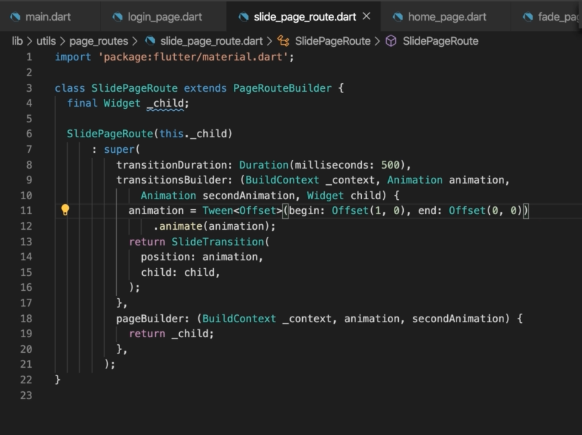 main.dart login_page.dart slide_page_route.dart home_page.dart fade_pa
lib > utils > page_routes > slide_page_route.dart > SlidePageRoute > SlidePageRoute
1 import 'package:flutter/material.dart';
2
3 class SlidePageRoute extends PageRouteBuilder {
4 final Widget _child;
5
6 SlidePageRoute(this._child)
7 : super(
8 transitionDuration: Duration(milliseconds: 500),
9 transitionsBuilder: (BuildContext _context, Animation animation,
10 Animation secondAnimation, Widget child) {
11 animation = Tween<Offset>(begin: Offset(1, 0), end: Offset(0, 0))
12 .animate(animation);
13 return SlideTransition(
14 position: animation,
15 child: child,
16 );
17 },
18 pageBuilder: (BuildContext _context, animation, secondAnimation) {
19 return _child;
20 },
21 );
22 }
23